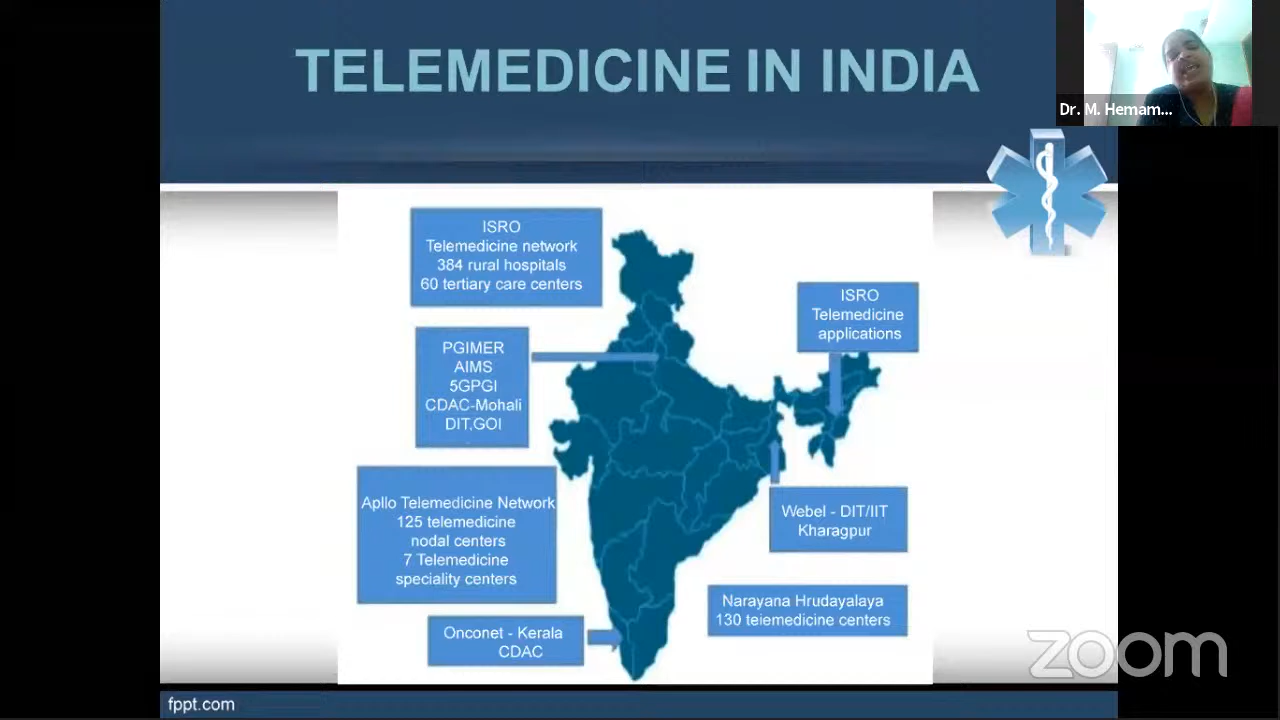 TELEMEDICINE IN INDIA
Dr. M. Hemam...
ISRO
Telemedicine network
384 rural hospitals
60 tertiary care centers
ISRO
Telemedicine
applications
PGIMER
AIMS
5GPGI
CDAC-Mohali
DIT.GOI
Apllo Telemedicine Network
125 telemedicine
nodal centers
7 Telemedicine
speciality centers
Webel - DIT/IIT
Kharagpur
Narayana Hrudayalaya
130 teiemedicine centers
Onconet - Kerala
CDAC
zoom
fppt.com